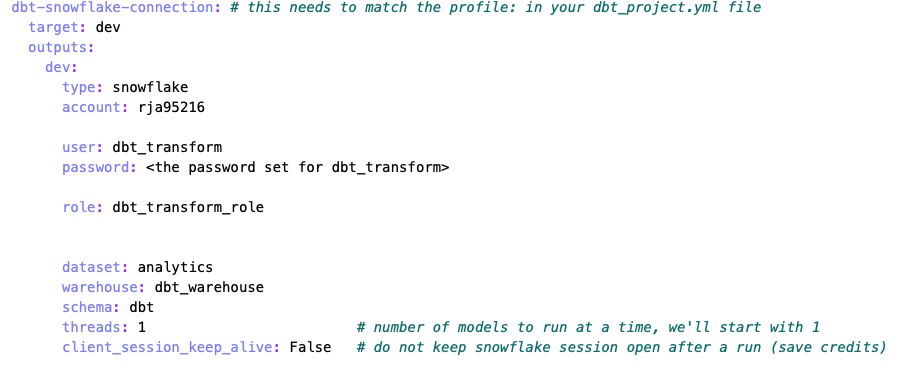 dbt-snowflake-connection: # this needs to match the profile: in your dbt_project.yml file
  target: dev
  outputs:
    dev:
      type: snowflake
      account: rja95216

      user: dbt_transform
      password: <the password set for dbt_transform>

      role: dbt_transform_role


      dataset: analytics
      warehouse: dbt_warehouse
      schema: dbt
      threads: 1                         # number of models to run at a time, we'll start with 1
      client_session_keep_alive: False   # do not keep snowflake session open after a run (save credits)